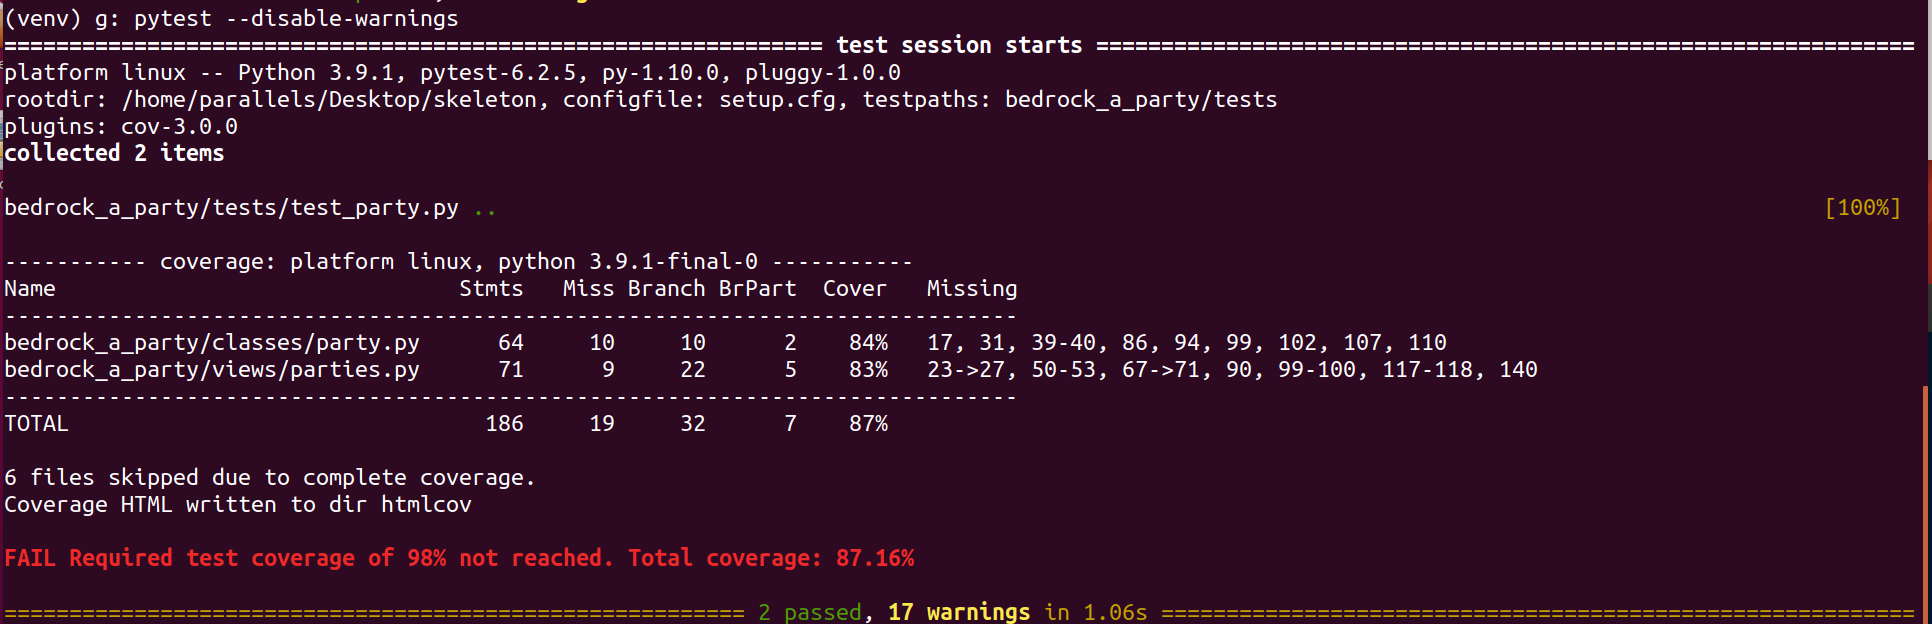 (venv) g: pytest --disable-warnings
=============================================================== test session starts ===============================================================
platform linux -- Python 3.9.1, pytest-6.2.5, py-1.10.0, pluggy-1.0.0
rootdir: /home/parallels/Desktop/skeleton, configfile: setup.cfg, testpaths: bedrock_a_party/tests
plugins: cov-3.0.0
collected 2 items
bedrock_a_party/tests/test_party.py .. [100%]
----------- coverage: platform linux, python 3.9.1-final-0 -----------
Name                               Stmts   Miss Branch BrPart  Cover   Missing
------------------------------------------------------------------------------
bedrock_a_party/classes/party.py      64     10     10      2    84%   17, 31, 39-40, 86, 94, 99, 102, 107, 110
bedrock_a_party/views/parties.py      71      9     22      5    83%   23->27, 50-53, 67->71, 90, 99-100, 117-118, 140
------------------------------------------------------------------------------
TOTAL                                186     19     32      7    87%
6 files skipped due to complete coverage.
Coverage HTML written to dir htmlcov
FAIL Required test coverage of 98% not reached. Total coverage: 87.16%
========================================================= 2 passed, 17 warnings in 1.06s ==========================================================